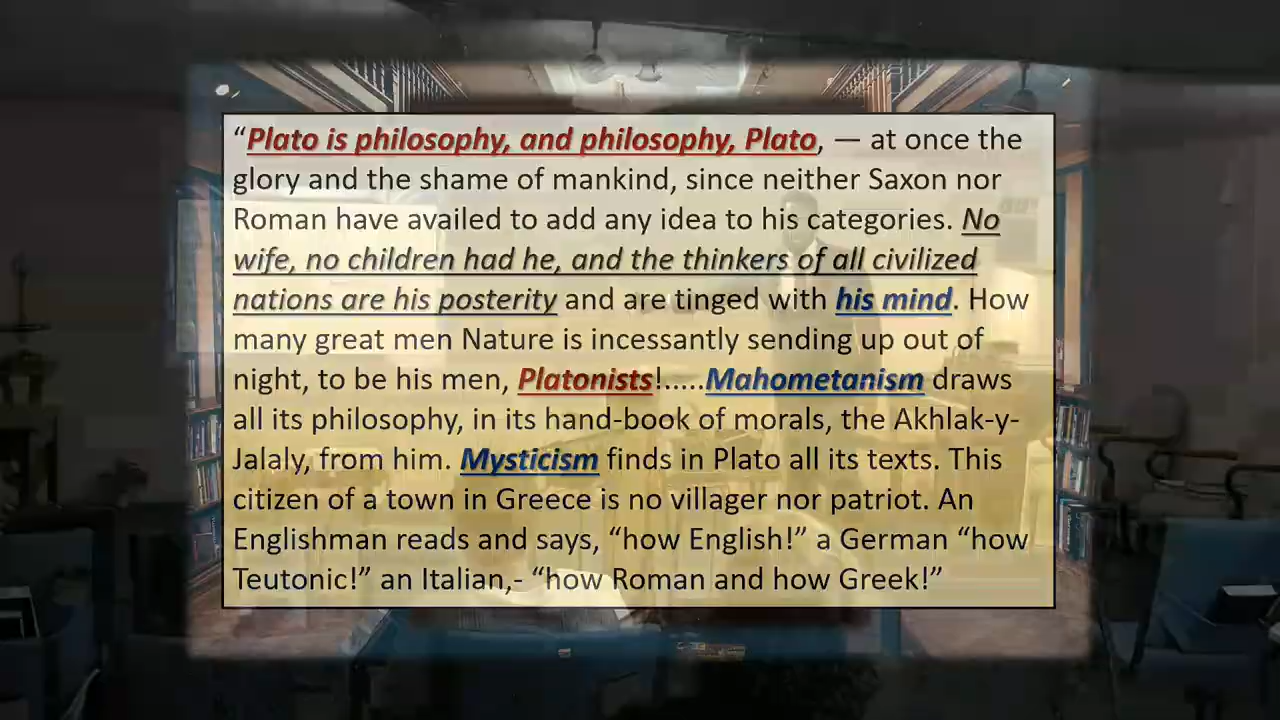 “Plato is philosophy, and philosophy, Plato, — at once the
glory and the shame of mankind, since neither Saxon nor
Roman have availed to add any idea to his categories. No
wife, no children had he, and the thinkers of all civilized
nations are his posterity and are tinged with his mind. How
many great men Nature is incessantly sending up out of
night, to be his men, Platonists!.....Mahometanism draws
all its philosophy, in its hand-book of morals, the Akhlak-y-
Jalaly, from him. Mysticism finds in Plato all its texts. This
citizen of a town in Greece is no villager nor patriot. An
Englishman reads and says, “how English!” a German “how
Teutonic!” an Italian,- “how Roman and how Greek!”